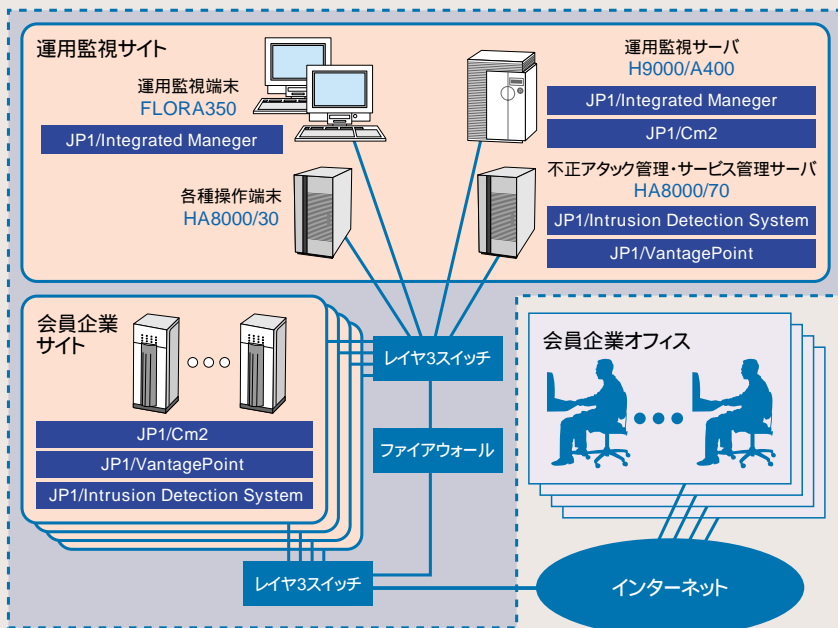 運用監視サイト
運用監視端末
FLORA350
JP1/Integrated Maneger
運用監視サーバ
H9000/A400
JP1/Integrated Maneger
JP1/Cm2
各種操作端末
HA8000/30
不正アタック管理・サービス管理サーバ
HA8000/70
JP1/Intrusion Detection System
JP1/VantagePoint
会員企業
サイト
JP1/Cm2
JP1/VantagePoint
JP1/Intrusion Detection System
レイヤ3スイッチ
ファイアウォール
レイヤ3スイッチ
会員企業オフィス
インターネット